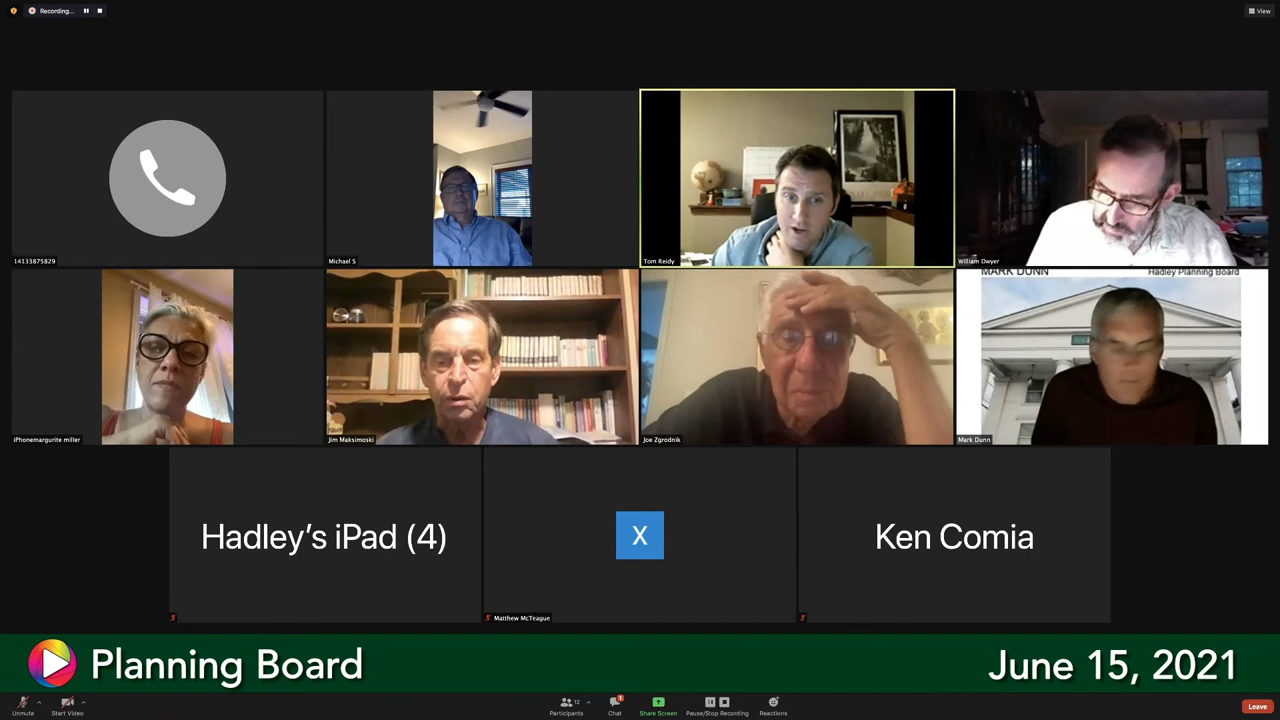 Recording...
View
14133875829
Michael S
Tom Reidy
William Dwyer
MARK DUNN
Hadley Planning Board
iPhonemargurite miller
Jim Maksimoski
Joe Zgrodnik
Mark Dunn
Hadley's iPad (4)
X
Ken Comia
Matthew McTeague
Planning Board
June 15, 2021
Unmute
Start Video
12
Participants
Chat
Share Screen
Pause/Stop Recording
Reactions
Leave